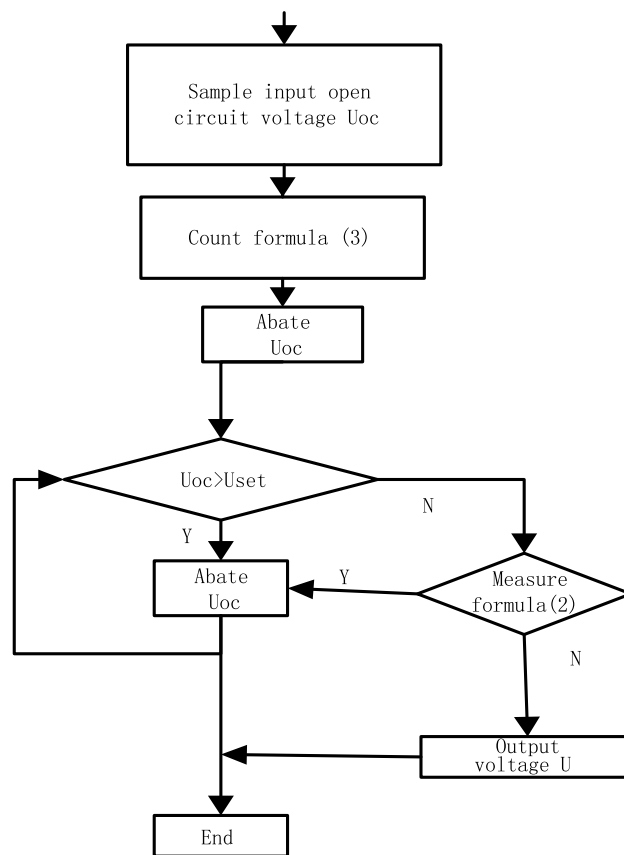 Sample input open
circuit voltage Uoc
Count formula (3)
Abate
Uoc
Uoc>Uset
N
Y
Abate
Uoc
Y
Measure
formula(2)
N
Output
voltage U
End